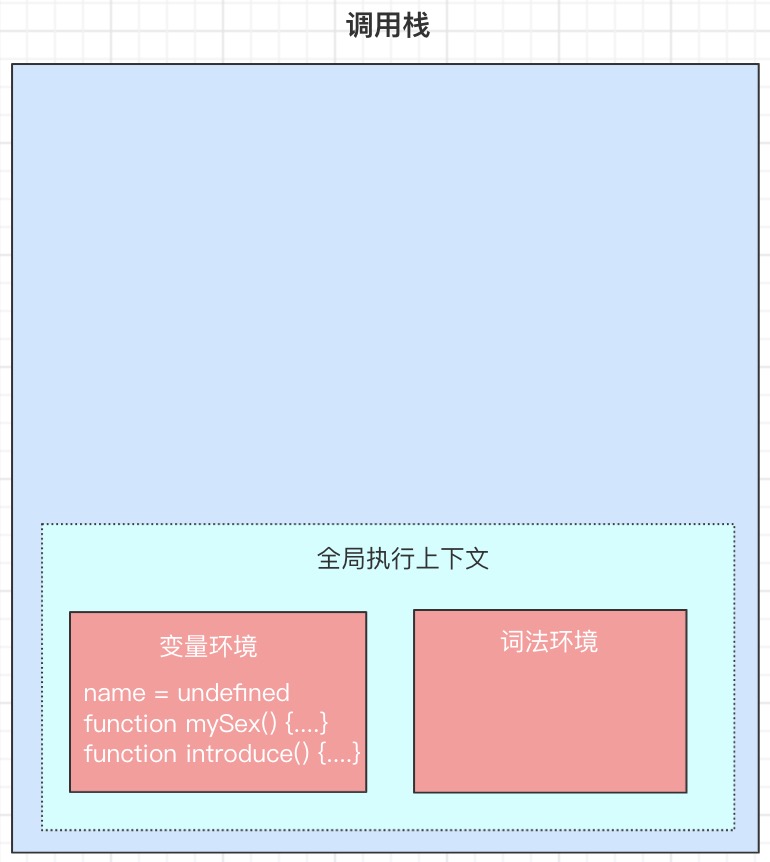 调用栈
全局执行上下文
变量环境
name = undefined
function mySex() {....}
function introduce() {....}
词法环境